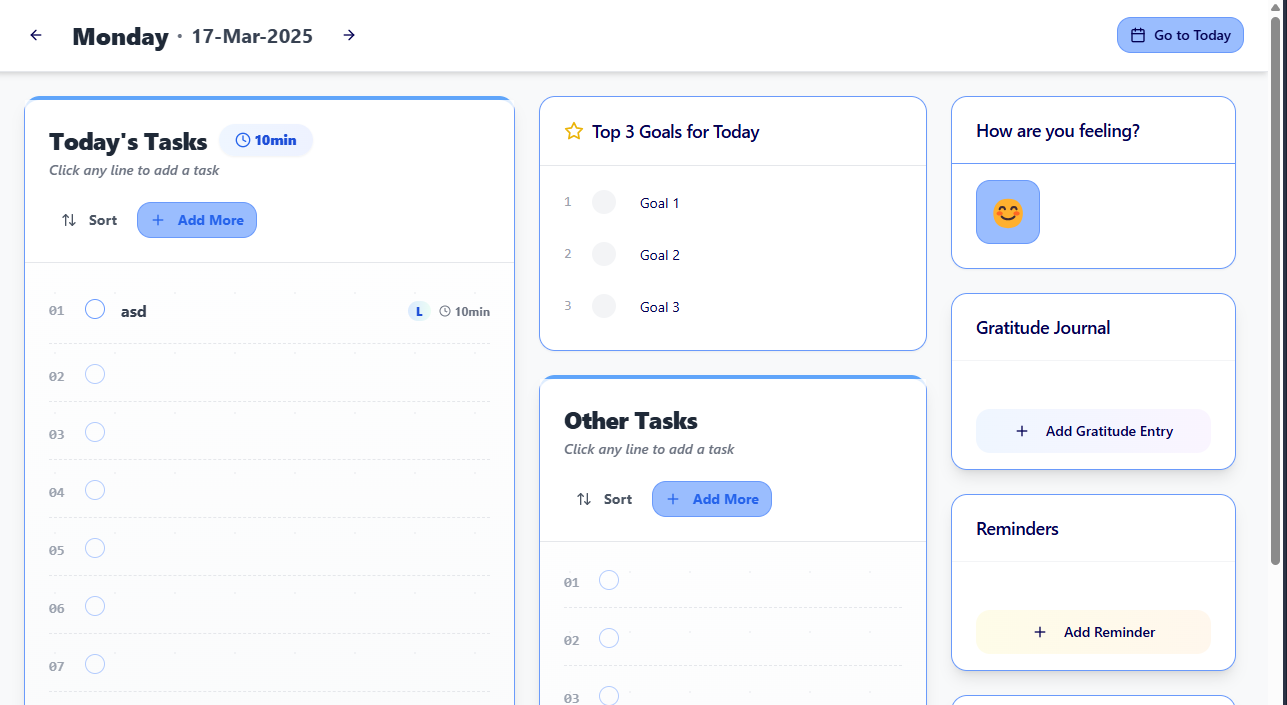 Monday · 17-Mar-2025
Go to Today
Today's Tasks
10min
Click any line to add a task
Sort
Add More
01
asd
L
10min
02
03
04
05
06
07
Top 3 Goals for Today
1
Goal 1
2
Goal 2
3
Goal 3
Other Tasks
Click any line to add a task
Sort
Add More
01
02
03
How are you feeling?
Gratitude Journal
Add Gratitude Entry
Reminders
Add Reminder